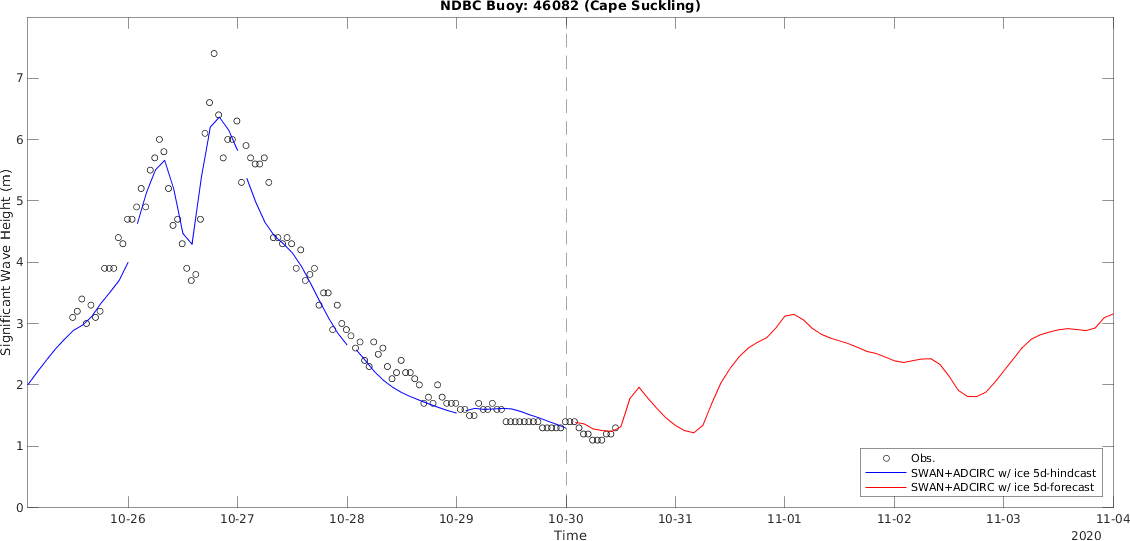 NDBC Buoy: 46082 (Cape Suckling)
Significant Wave Height (m)
7
6
5
4
3
2
1
0
Obs.
SWAN+ADCIRC w/ ice 5d-hindcast
SWAN+ADCIRC w/ ice 5d-forecast
10-26 10-27 10-28 10-29 10-30 10-31 11-01 11-02 11-03 11-04
Time
2020